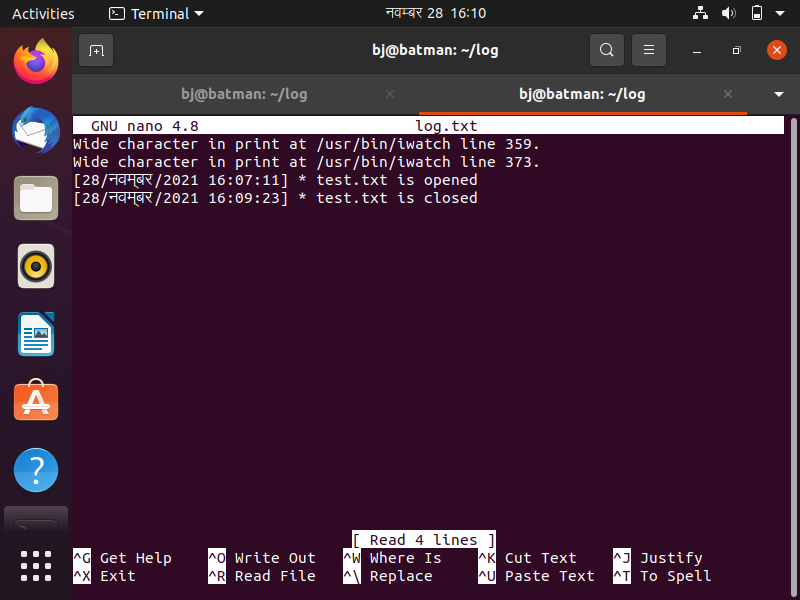 Activities Terminal नवम्बर 28 16:10
bj@batman: ~/log
bj@batman: ~/log bj@batman: ~/log
GNU nano 4.8 log.txt
Wide character in print at /usr/bin/iwatch line 359.
Wide character in print at /usr/bin/iwatch line 373.
[28/नवम्बर/2021 16:07:11] * test.txt is opened
[28/नवम्बर/2021 16:09:23] * test.txt is closed
[ Read 4 lines ]
^G Get Help ^O Write Out ^W Where Is ^K Cut Text ^J Justify
^X Exit ^R Read File ^\ Replace ^U Paste Text ^T To Spell